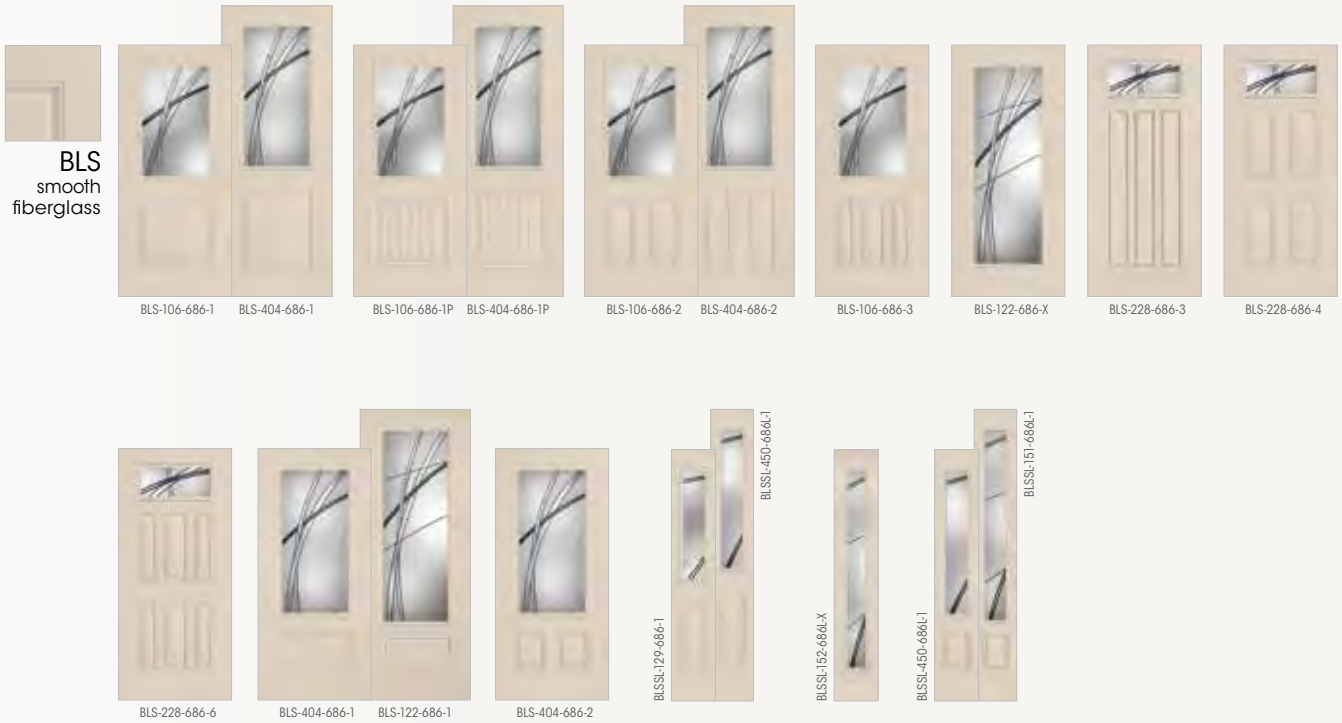 BLS
smooth
fiberglass
BLS-106-686-1
BLS-404-686-1
BLS-106-686-1P
BLS-404-686-1P
BLS-106-686-2
BLS-404-686-2
BLS-106-686-3
BLS-122-686-X
BLS-228-686-3
BLS-228-686-4
BLS-228-686-6
BLS-404-686-1
BLS-122-686-1
BLS-404-686-2
BLSSL-129-686-1
BLSSL-450-686L-1
BLSSL-152-686L-X
BLSSL-450-686L-1
BLSSL-151-686L-1